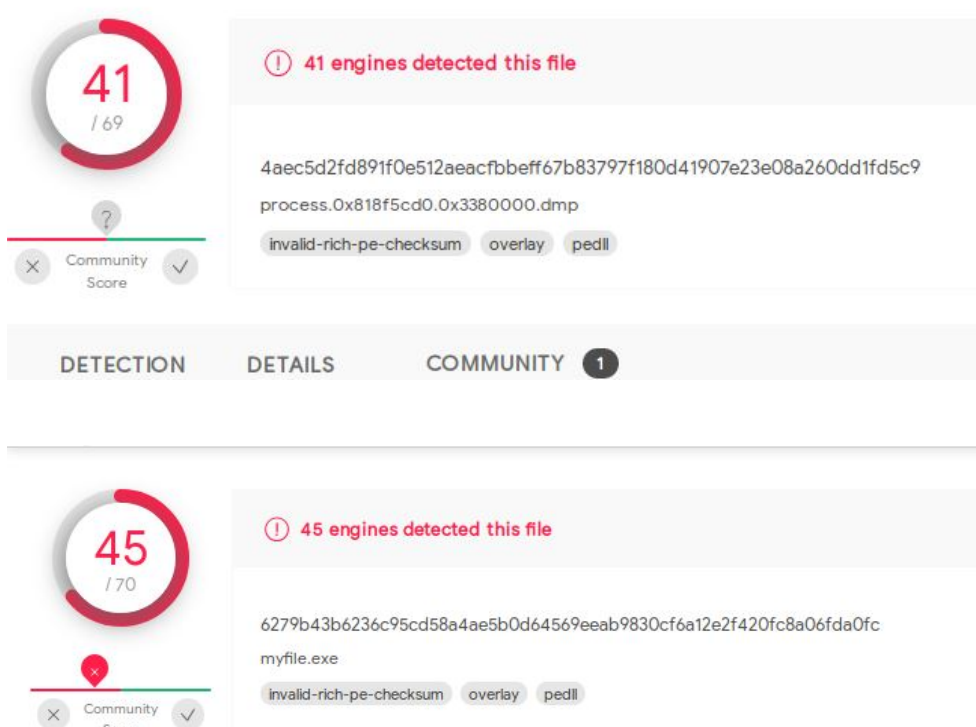 41
/ 69
41 engines detected this file
4aec5d2fd891f0e512aeacfbbeff67b83797f180d41907e23e08a260dd1fd5c9
process.0x818f5cd0.0x3380000.dmp
invalid-rich-pe-checksum overlay pedll
?
Community
Score
DETECTION DETAILS COMMUNITY 1
45
/ 70
45 engines detected this file
6279b43b6236c95cd58a4ae5b0d64569eeab9830cf6a12e2f420fc8a06fda0fc
myfile.exe
invalid-rich-pe-checksum overlay pedll
Community